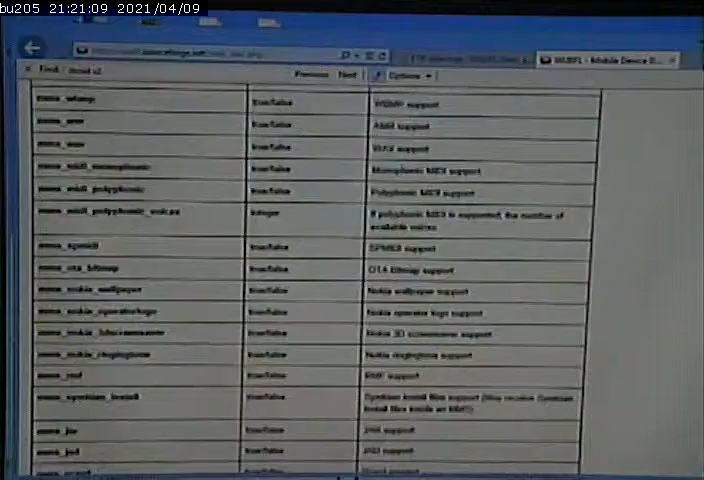 bu205 21:21:09 2021/04/09
WURFL - Mobile Device D...
Find:
Previous Next Options
mms_wbmp true/false WBMP support
mms_amr true/false AMR support
mms_wav true/false WAV support
mms_midi_monophonic true/false Monophonic MIDI support
mms_midi_polyphonic true/false Polyphonic MIDI support
mms_midi_polyphonic_voices integer If polyphonic MIDI is supported, the number of
available voices
mms_spmidi true/false SPMIDI support
mms_ota_bitmap true/false OTA Bitmap support
mms_nokia_wallpaper true/false Nokia wallpaper support
mms_nokia_operatorlogo true/false Nokia operator logo support
mms_nokia_3dscreensaver true/false Nokia 3D screensaver support
mms_nokia_ringingtone true/false Nokia ringingtone support
mms_rmf true/false RMF support
mms_symbian_install true/false Symbian install files support (May receive Symbian
install files inside an MMS)
mms_jar true/false JAR support
mms_jad true/false JAD support